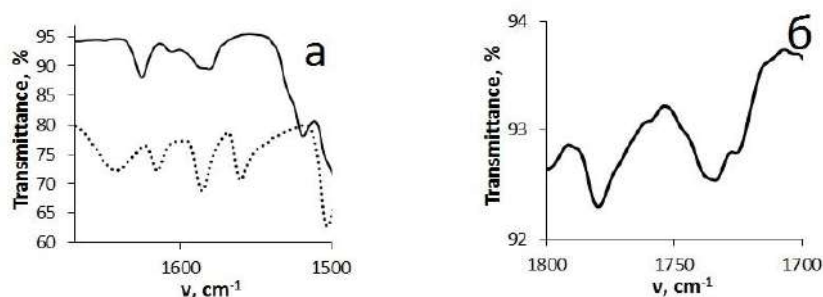 а
Transmittance, %
95
90
85
80
75
70
65
60
1600
1500
ν, cm⁻¹
б
Transmittance, %
94
93
92
1800
1750
1700
ν, cm⁻¹